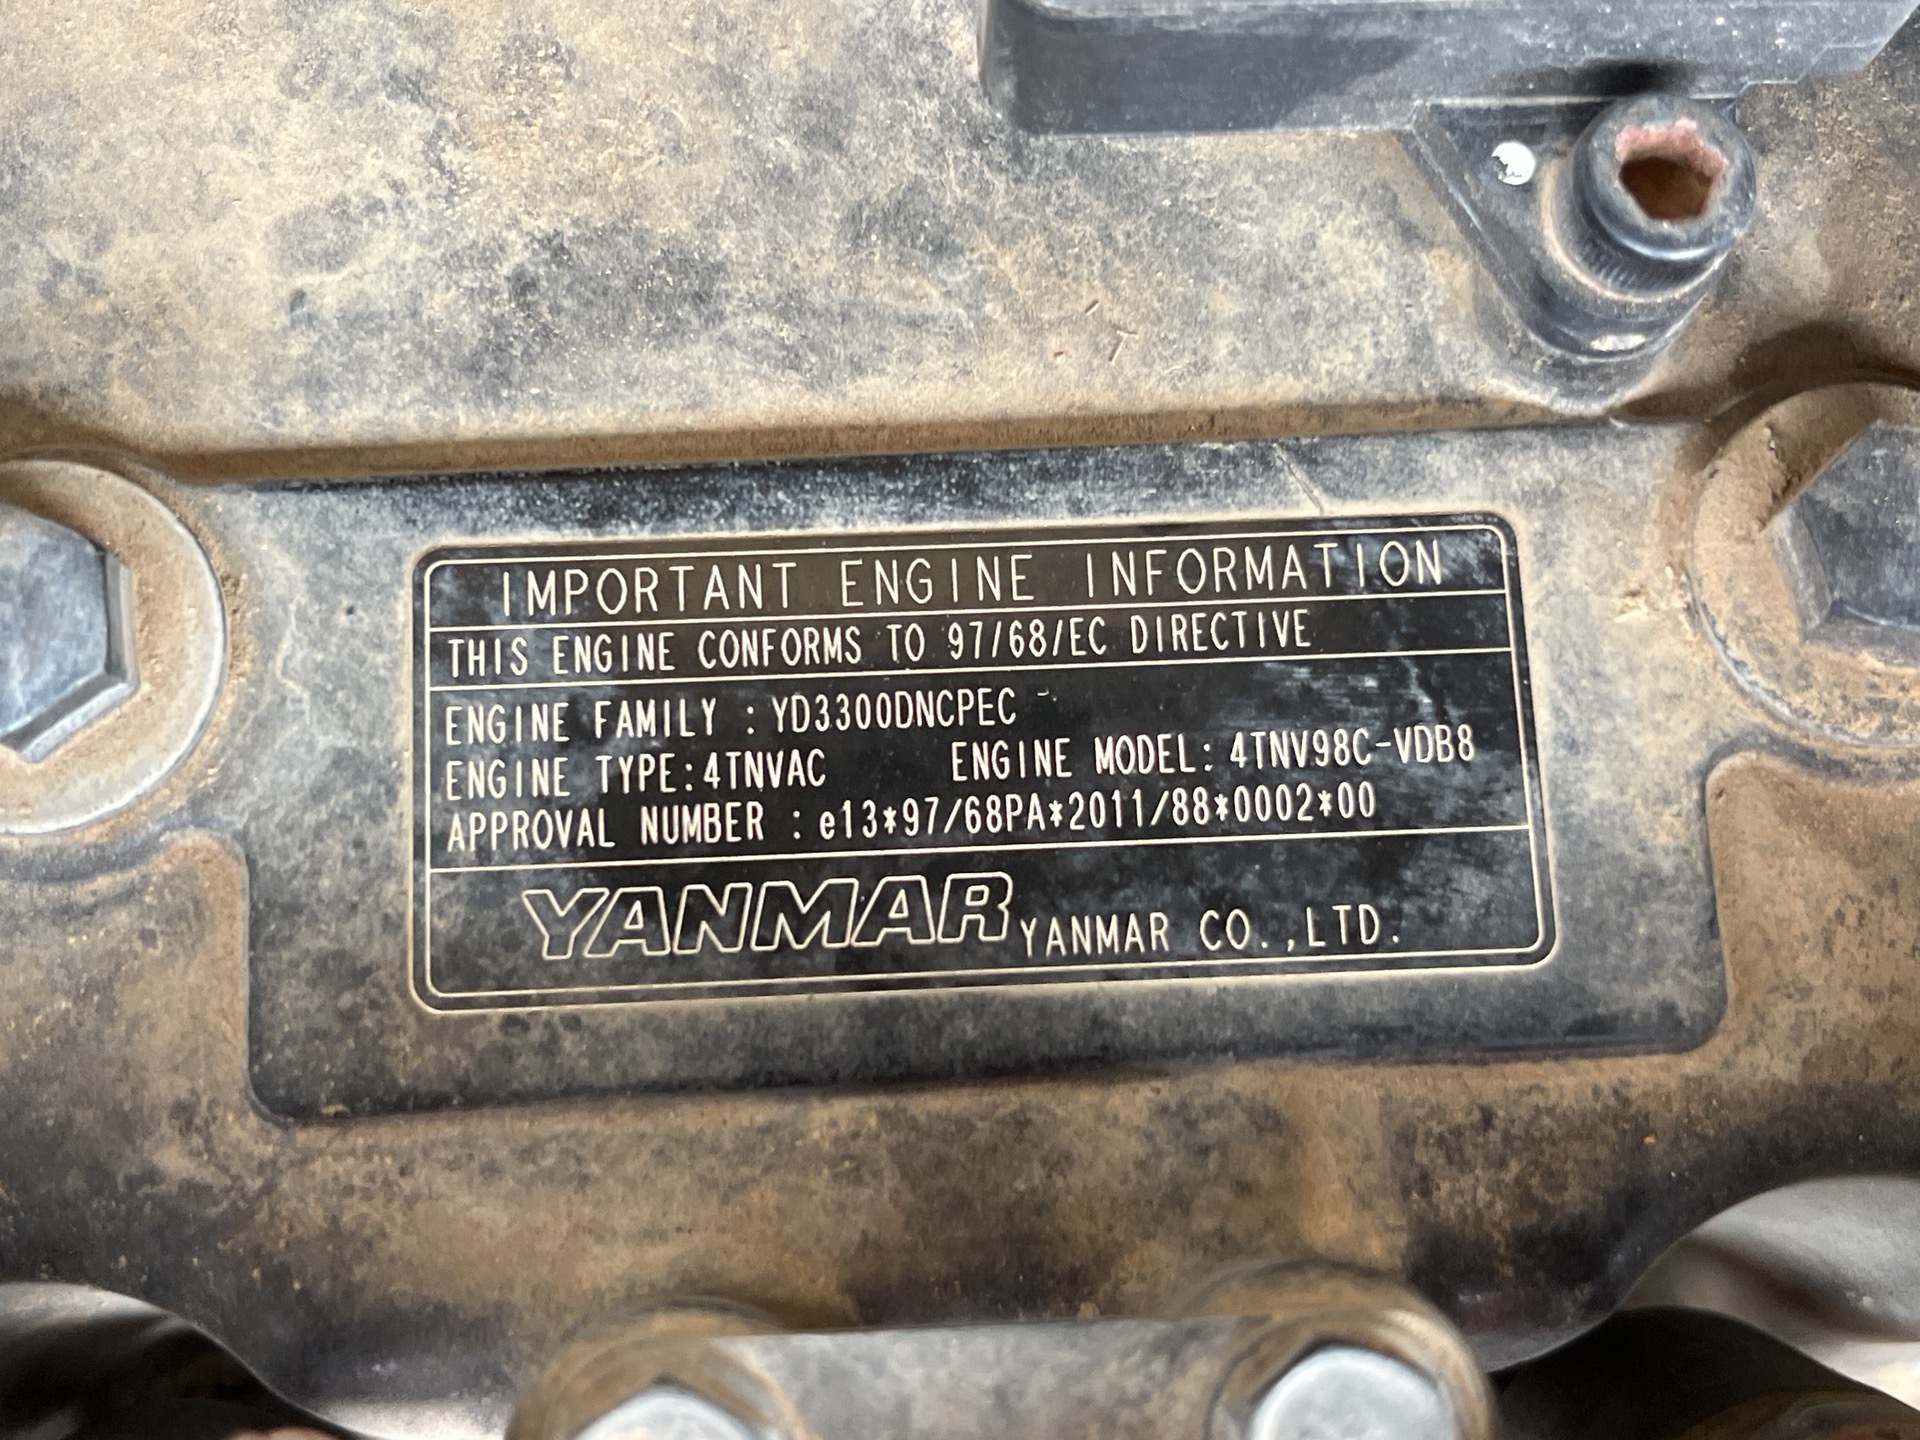 IMPORTANT ENGINE INFORMATION
THIS ENGINE CONFORMS TO 97/68/EC DIRECTIVE
ENGINE FAMILY : YD3300DNCPEC
ENGINE TYPE:4TNVAC ENGINE MODEL: 4TNV98C-VDB8
APPROVAL NUMBER : e13*97/68PA*2011/88*0002*00
YANMAR YANMAR CO.,LTD.